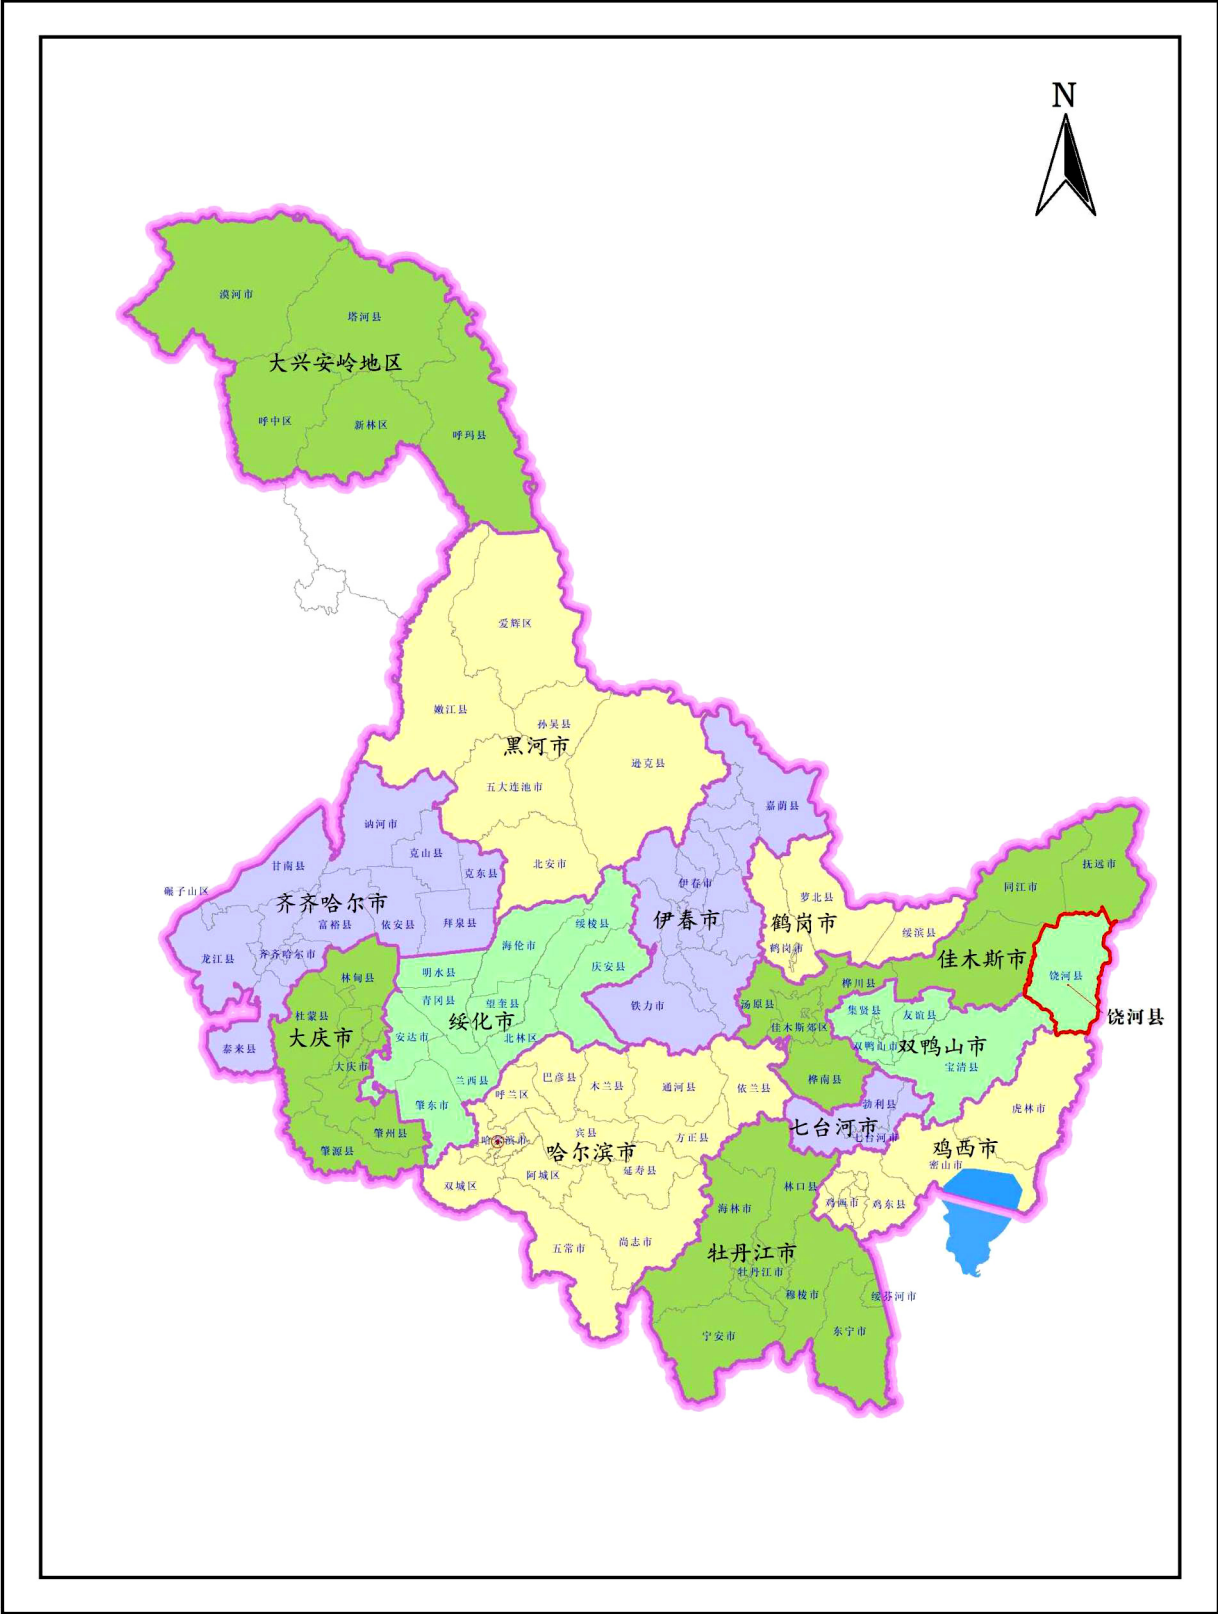 N
漠河市
塔河县
大兴安岭地区
呼中区
新林区
呼玛县
爱辉区
嫩江县
孙吴县
黑河市
逊克县
五大连池市
嘉荫县
讷河市
克山县
甘南县
北安市
克东县
抚远市
碾子山区
伊春市
同江市
萝北县
齐齐哈尔市
伊春市
鹤岗市
富裕县
依安县
拜泉县
绥棱县
绥滨县
海伦市
鹤岗市
龙江县
齐齐哈尔市
佳木斯市
庆安县
明水县
林甸县
饶河县
桦川县
青冈县
望奎县
铁力市
汤原县
集贤县
友谊县
杜蒙县
绥化市
饶河县
佳木斯郊区
大庆市
安达市
北林区
双鸭山市
双鸭山市
泰来县
大庆市
宝清县
兰西县
巴彦县
木兰县
通河县
依兰县
桦南县
呼兰区
肇东市
勃利县
虎林市
肇州县
宾县
七台河市
七台河市
哈尔滨市
方正县
肇源县
哈尔滨市
鸡西市
密山市
延寿县
阿城区
双城区
林口县
海林市
鸡西市
鸡东县
尚志市
五常市
牡丹江市
牡丹江市
穆棱市
绥芬河市
宁安市
东宁市